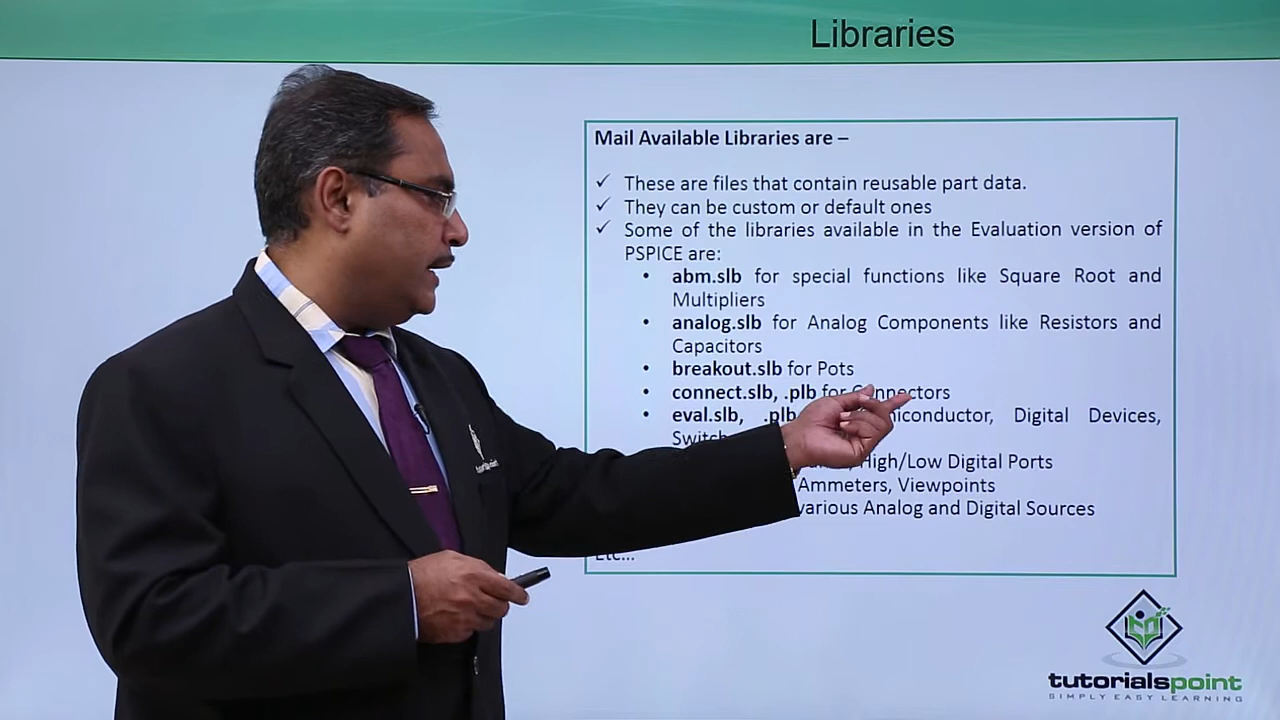 Libraries
Mail Available Libraries are –
✓ These are files that contain reusable part data.
✓ They can be custom or default ones
✓ Some of the libraries available in the Evaluation version of
PSPICE are:
• abm.slb for special functions like Square Root and
Multipliers
• analog.slb for Analog Components like Resistors and
Capacitors
• breakout.slb for Pots
• connect.slb, .plb for Connectors
• eval.slb, .plb Digital Devices,
High/Low Digital Ports
Ammeters, Viewpoints
various Analog and Digital Sources
Etc...
tutorialspoint
SIMPLY EASY LEARNING